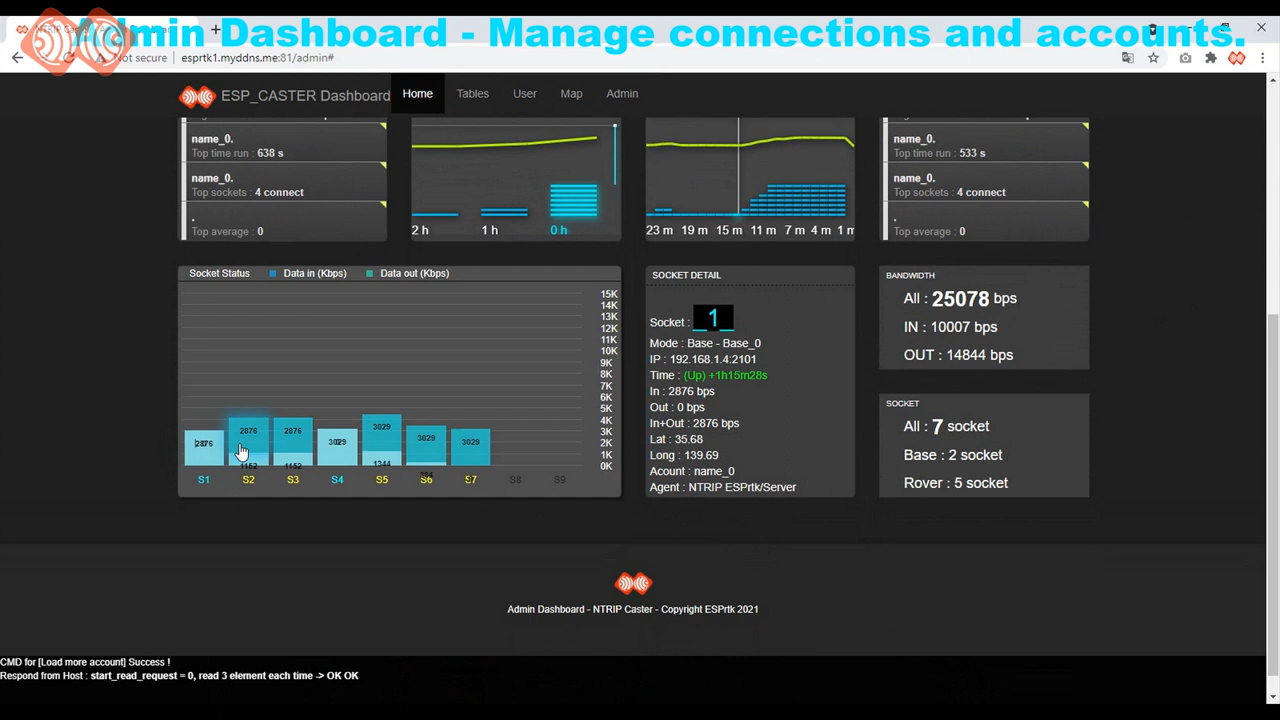 Admin Dashboard - Manage connections and accounts.
Not secure esprtk1.myddns.me:81/admin#
ESP_CASTER Dashboard Home Tables User Map Admin
name_0.
Top time run : 638 s
name_0.
Top sockets : 4 connect
.
Top average : 0
2 h 1 h 0 h
23 m 19 m 15 m 11 m 7 m 4 m 1 m
name_0.
Top time run : 533 s
name_0.
Top sockets : 4 connect
.
Top average : 0
Socket Status Data in (Kbps) Data out (Kbps)
15K
14K
13K
12K
11K
10K
9K
8K
7K
6K
5K
4K
3K
2K
1K
0K
2876 2876 2876 3029 3029 3029 3029
1152 1152 1344
S1 S2 S3 S4 S5 S6 S7 S8 S9
SOCKET DETAIL
Socket : 1
Mode : Base - Base_0
IP : 192.168.1.4:2101
Time : (Up) +1h15m28s
In : 2876 bps
Out : 0 bps
In+Out : 2876 bps
Lat : 35.68
Long : 139.69
Acount : name_0
Agent : NTRIP ESPrtk/Server
BANDWIDTH
All : 25078 bps
IN : 10007 bps
OUT : 14844 bps
SOCKET
All : 7 socket
Base : 2 socket
Rover : 5 socket
Admin Dashboard - NTRIP Caster - Copyright ESPrtk 2021
CMD for [Load more account] Success !
Respond from Host : start_read_request = 0, read 3 element each time -> OK OK